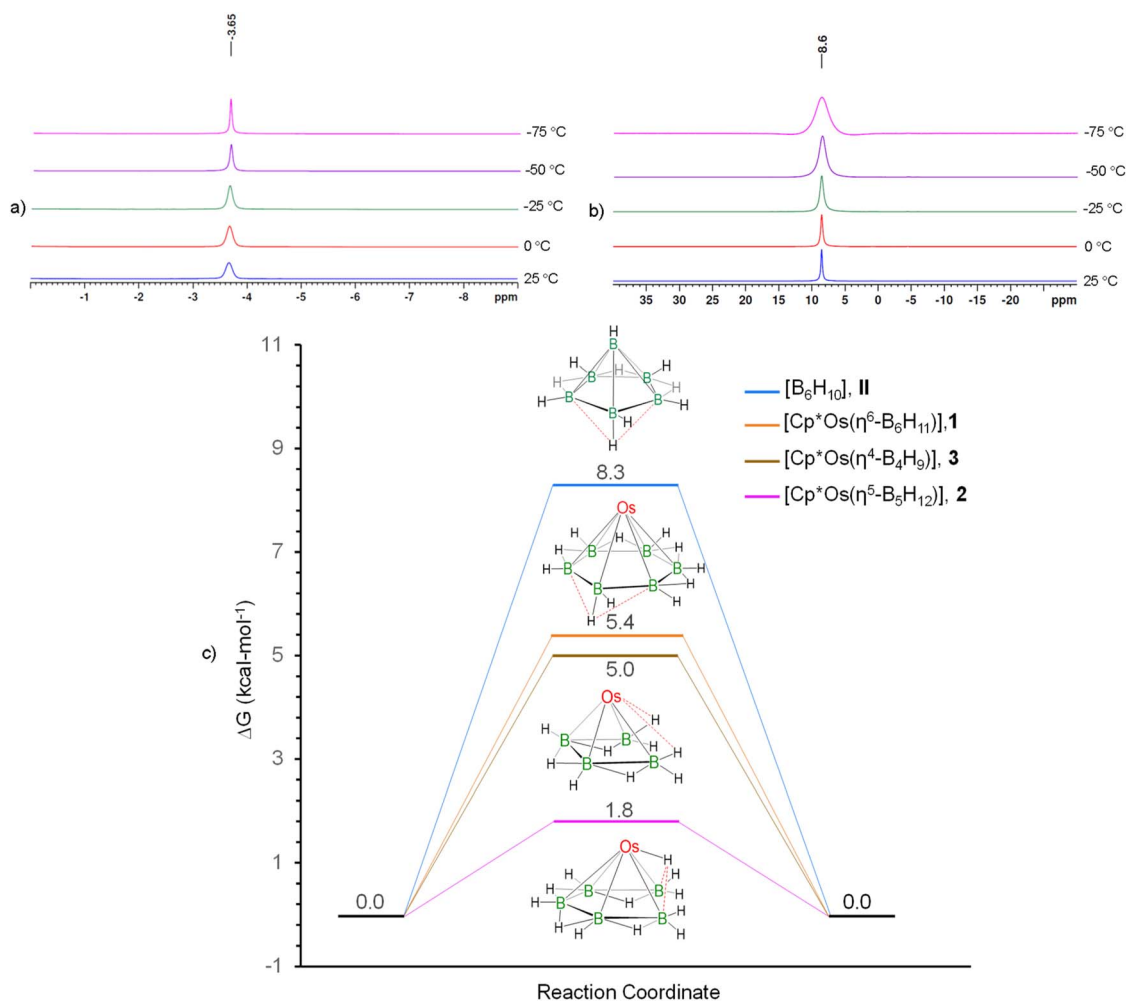 -3.65
-75 °C
-50 °C
-25 °C
0 °C
25 °C
a)
-1 -2 -3 -4 -5 -6 -7 -8 ppm
8.6
-75 °C
-50 °C
-25 °C
0 °C
25 °C
b)
35 30 25 20 15 10 5 0 -5 -10 -15 -20 ppm
c)
ΔG (kcal-mol-1)
11
9
7
5
3
1
-1
[B6H10], II
[Cp*Os(η6-B6H11)],1
[Cp*Os(η4-B4H9)], 3
[Cp*Os(η5-B5H12)], 2
H
B
H H H
H B B H
H B B H
B H
H
8.3
Os
H H H
H B B H
H B B H
B B H
H H H
5.4
5.0
Os
H
H B B H
H H H
H B B H
H H
1.8
Os H
H H
B B H
H B H H
B B
H H H H
0.0
0.0
Reaction Coordinate